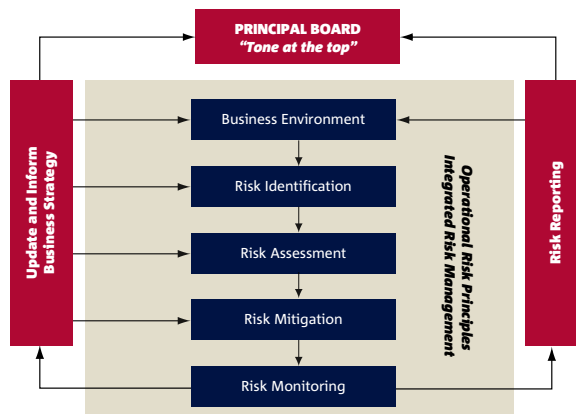 PRINCIPAL BOARD
“Tone at the top”
Update and Inform
Business Strategy
Business Environment
Risk Identification
Risk Assessment
Risk Mitigation
Risk Monitoring
Operational Risk Principles
Integrated Risk Management
Risk Reporting